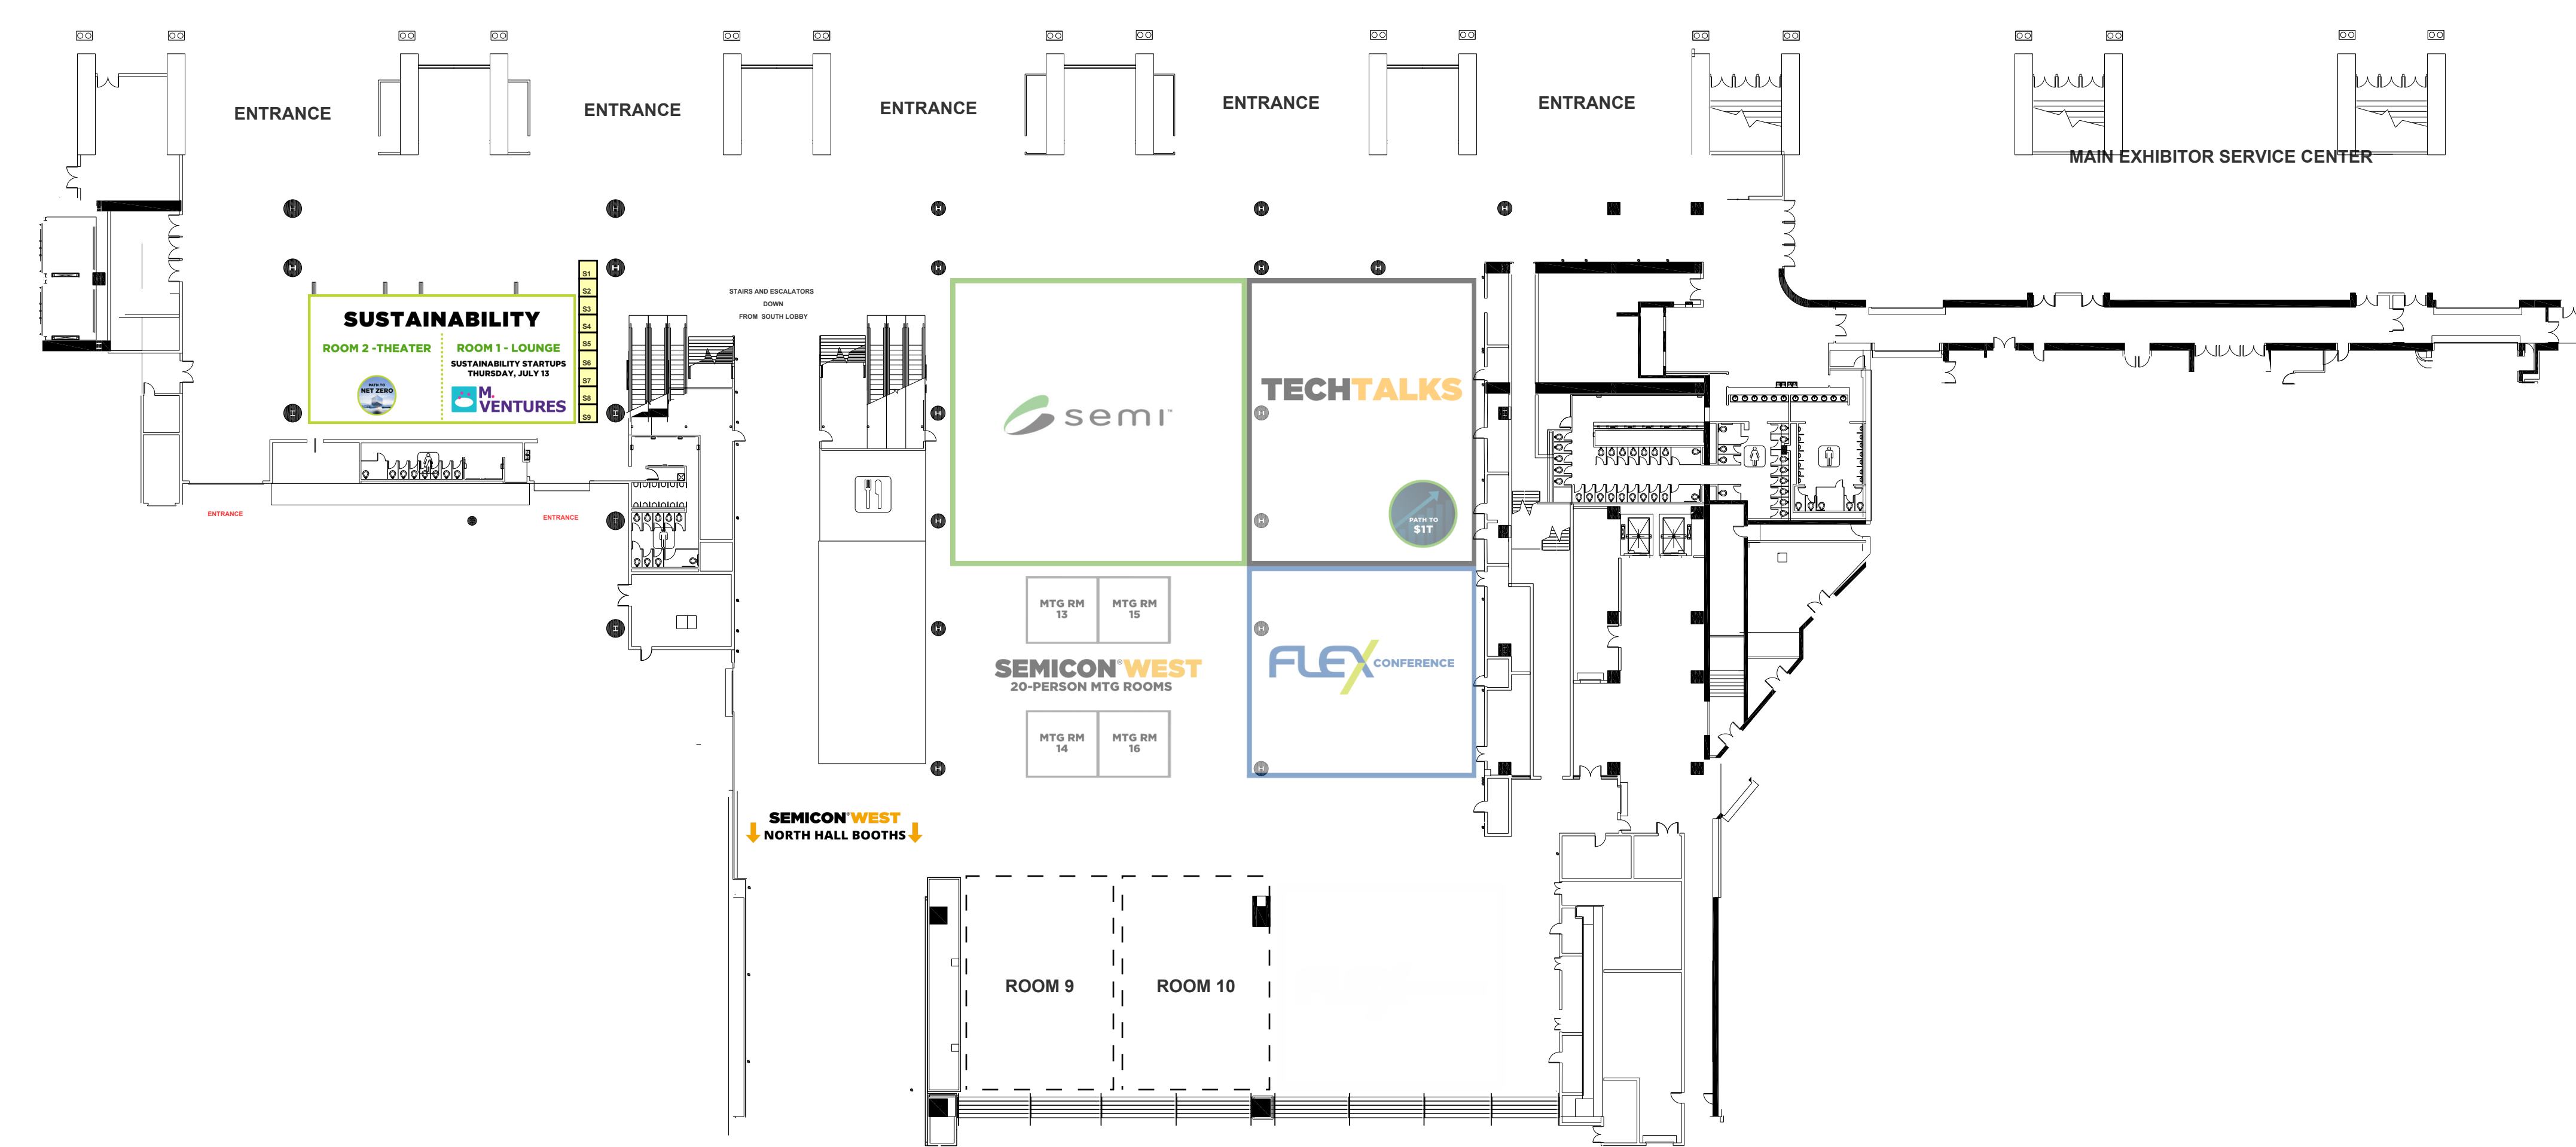 ENTRANCE
ENTRANCE
ENTRANCE
ENTRANCE
ENTRANCE
MAIN EXHIBITOR SERVICE CENTER
SUSTAINABILITY
ROOM 2 -THEATER
ROOM 1 - LOUNGE
SUSTAINABILITY STARTUPS
THURSDAY, JULY 13
PATH TO
NET ZERO
M.
VENTURES
S1
S2
S3
S4
S5
S6
S7
S8
S9
ENTRANCE
ENTRANCE
STAIRS AND ESCALATORS
DOWN
FROM SOUTH LOBBY
semi™
TECHTALKS
PATH TO
$1T
MTG RM
13
MTG RM
15
SEMICON®WEST
20-PERSON MTG ROOMS
MTG RM
14
MTG RM
16
FLEX CONFERENCE
SEMICON®WEST
NORTH HALL BOOTHS
ROOM 9
ROOM 10